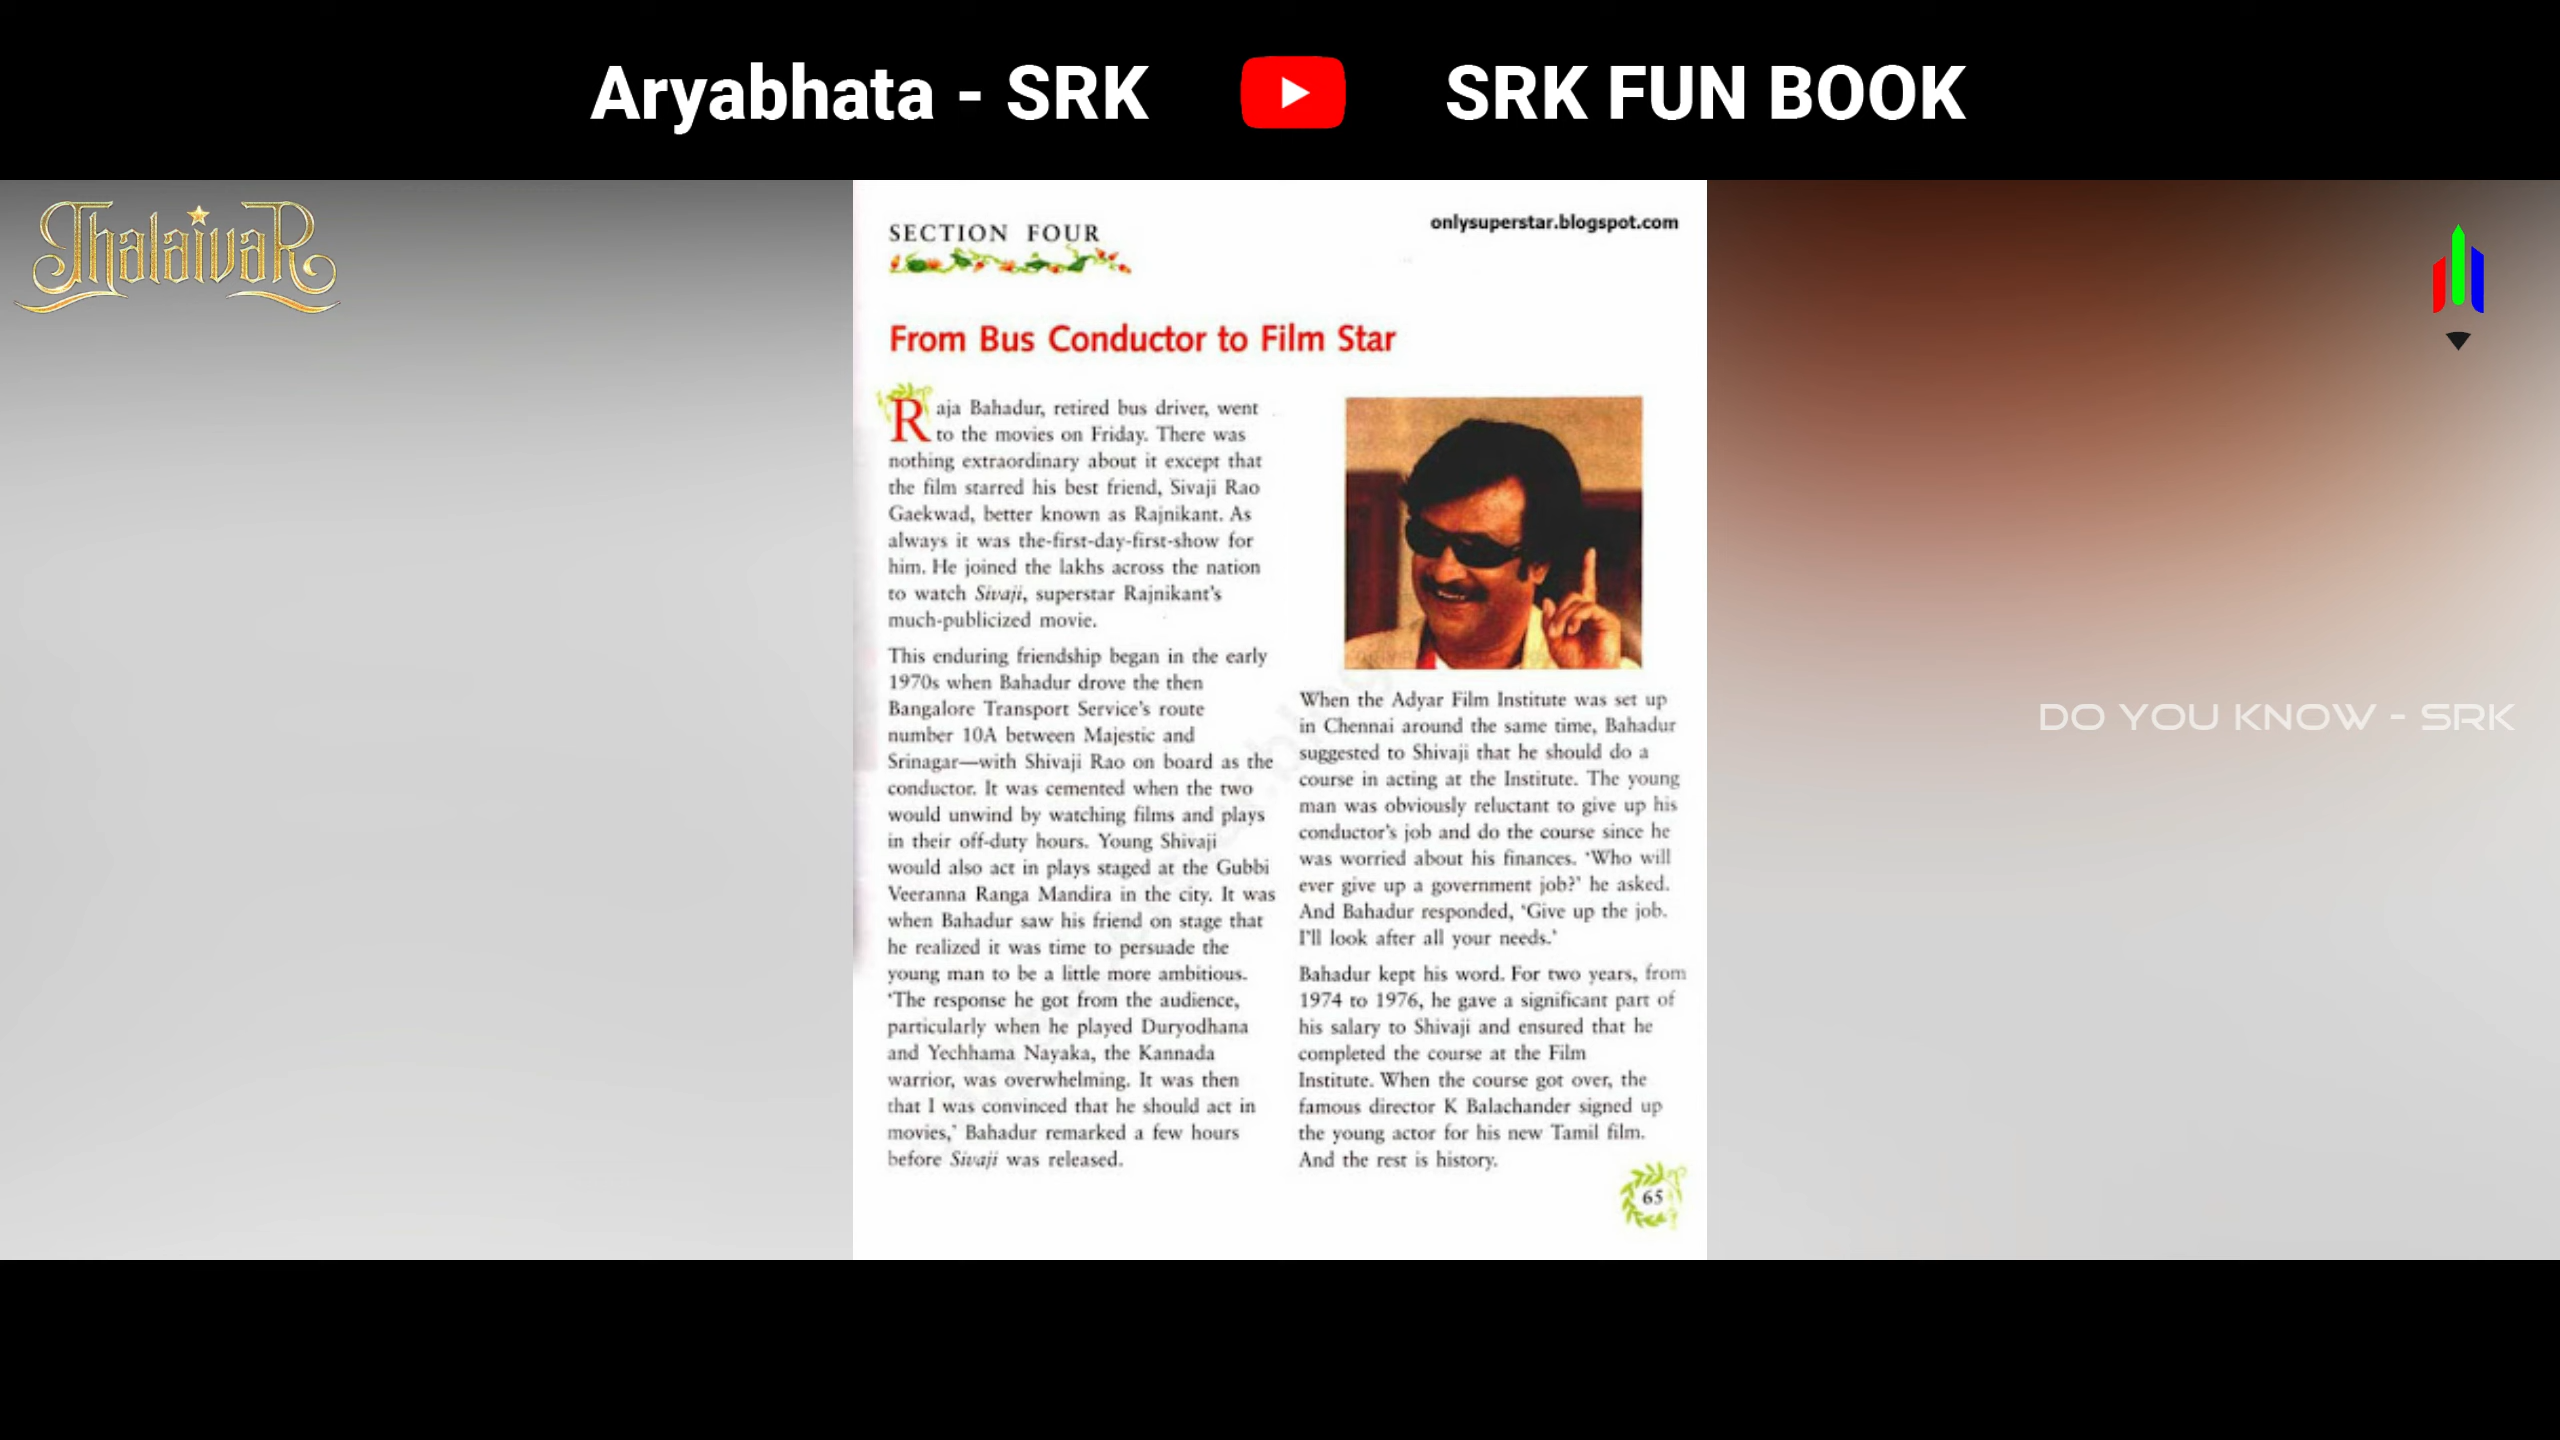 Aryabhata - SRK
SRK FUN BOOK
ThalaivaR
SECTION FOUR
onlysuperstar.blogspot.com
From Bus Conductor to Film Star
Raja Bahadur, retired bus driver, went
to the movies on Friday. There was
nothing extraordinary about it except that
the film starred his best friend, Sivaji Rao
Gaekwad, better known as Rajnikant. As
always it was the-first-day-first-show for
him. He joined the lakhs across the nation
to watch Sivaji, superstar Rajnikant's
much-publicized movie.
This enduring friendship began in the early
1970s when Bahadur drove the then
Bangalore Transport Service's route
number 10A between Majestic and
Srinagar—with Shivaji Rao on board as the
conductor. It was cemented when the two
would unwind by watching films and plays
in their off-duty hours. Young Shivaji
would also act in plays staged at the Gubbi
Veeranna Ranga Mandira in the city. It was
when Bahadur saw his friend on stage that
he realized it was time to persuade the
young man to be a little more ambitious.
'The response he got from the audience,
particularly when he played Duryodhana
and Yechhama Nayaka, the Kannada
warrior, was overwhelming. It was then
that I was convinced that he should act in
movies,' Bahadur remarked a few hours
before Sivaji was released.
When the Adyar Film Institute was set up
in Chennai around the same time, Bahadur
suggested to Shivaji that he should do a
course in acting at the Institute. The young
man was obviously reluctant to give up his
conductor's job and do the course since he
was worried about his finances. 'Who will
ever give up a government job?' he asked.
And Bahadur responded, 'Give up the job.
I'll look after all your needs.'
Bahadur kept his word. For two years, from
1974 to 1976, he gave a significant part of
his salary to Shivaji and ensured that he
completed the course at the Film
Institute. When the course got over, the
famous director K Balachander signed up
the young actor for his new Tamil film.
And the rest is history.
65
DO YOU KNOW - SRK